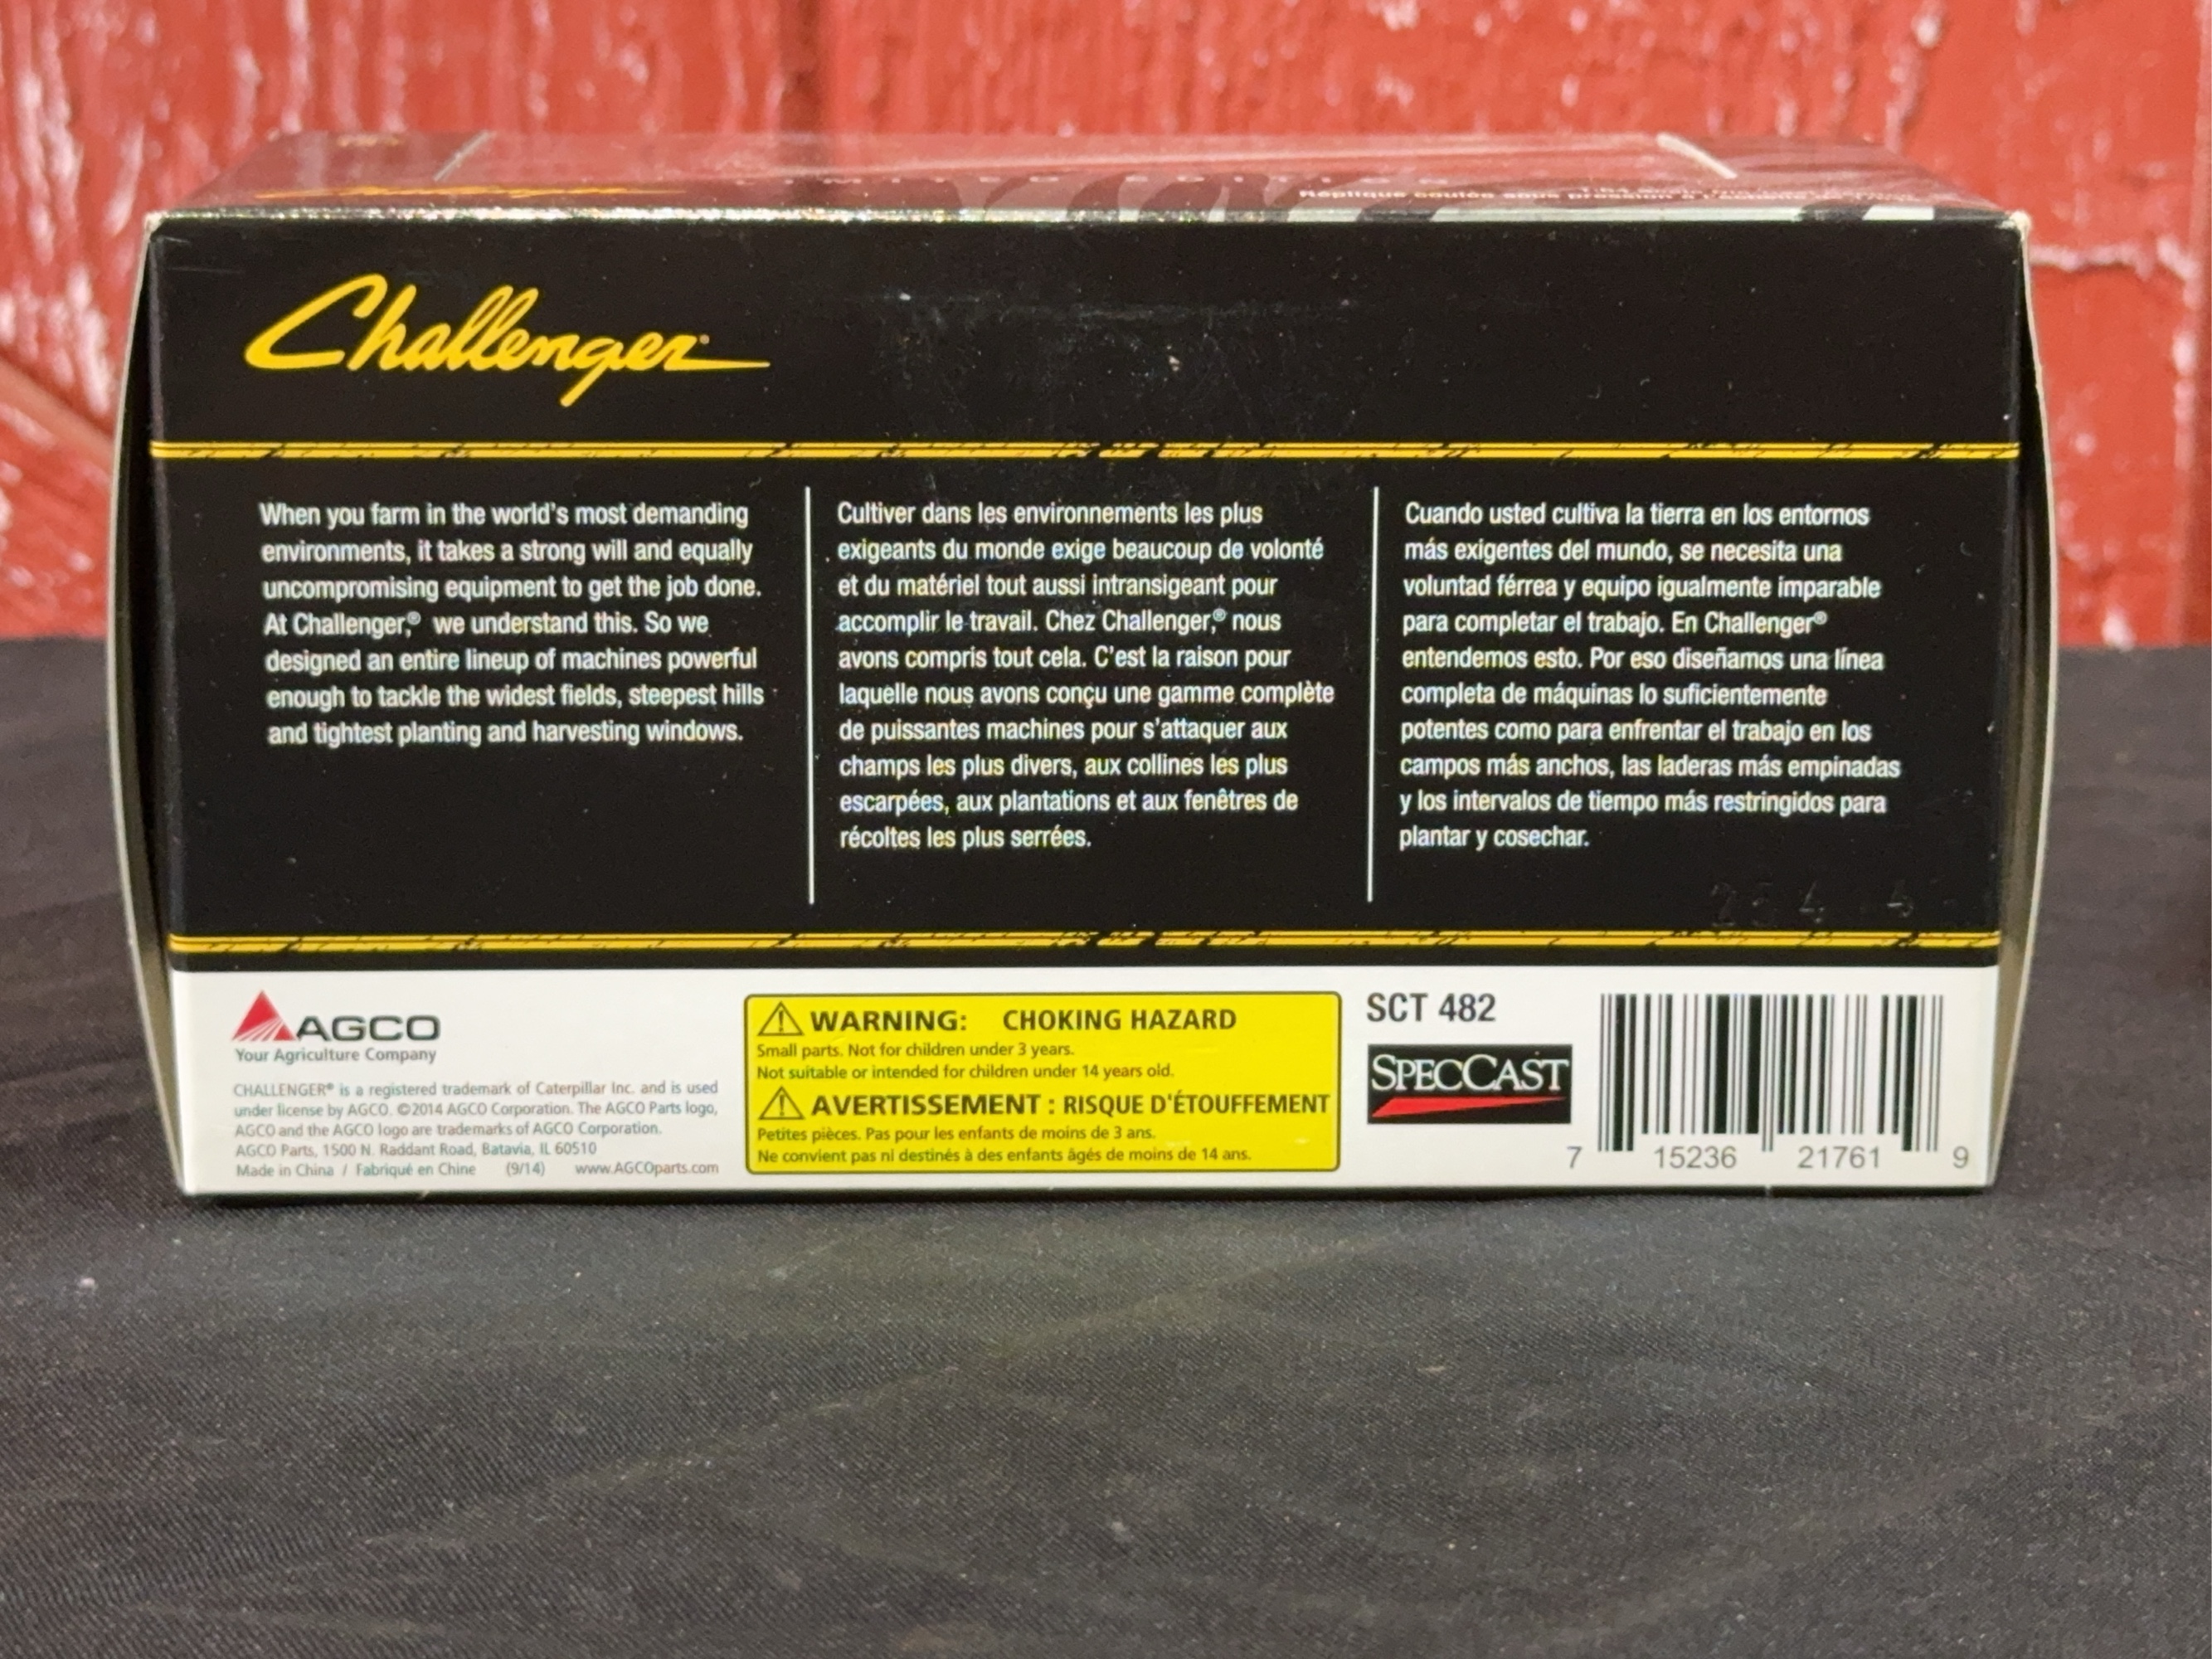 Réplique coulée sous pression à l'échelle
Challenger
When you farm in the world's most demanding
environments, it takes a strong will and equally
uncompromising equipment to get the job done.
At Challenger,® we understand this. So we
designed an entire lineup of machines powerful
enough to tackle the widest fields, steepest hills
and tightest planting and harvesting windows.
Cultiver dans les environnements les plus
exigeants du monde exige beaucoup de volonté
et du matériel tout aussi intransigeant pour
accomplir le travail. Chez Challenger,® nous
avons compris tout cela. C'est la raison pour
laquelle nous avons conçu une gamme complète
de puissantes machines pour s'attaquer aux
champs les plus divers, aux collines les plus
escarpées, aux plantations et aux fenêtres de
récoltes les plus serrées.
Cuando usted cultiva la tierra en los entornos
más exigentes del mundo, se necesita una
voluntad férrea y equipo igualmente imparable
para completar el trabajo. En Challenger®
entendemos esto. Por eso diseñamos una línea
completa de máquinas lo suficientemente
potentes como para enfrentar el trabajo en los
campos más anchos, las laderas más empinadas
y los intervalos de tiempo más restringidos para
plantar y cosechar.
AGCO
Your Agriculture Company
CHALLENGER® is a registered trademark of Caterpillar Inc. and is used
under license by AGCO. ©2014 AGCO Corporation. The AGCO Parts logo,
AGCO and the AGCO logo are trademarks of AGCO Corporation.
AGCO Parts, 1500 N. Raddant Road, Batavia, IL 60510
Made in China / Fabriqué en Chine (9/14) www.AGCOparts.com
WARNING: CHOKING HAZARD
Small parts. Not for children under 3 years.
Not suitable or intended for children under 14 years old.
AVERTISSEMENT : RISQUE D'ÉTOUFFEMENT
Petites pièces. Pas pour les enfants de moins de 3 ans.
Ne convient pas ni destinés à des enfants âgés de moins de 14 ans.
SCT 482
SPECCAST
7 15236 21761 9